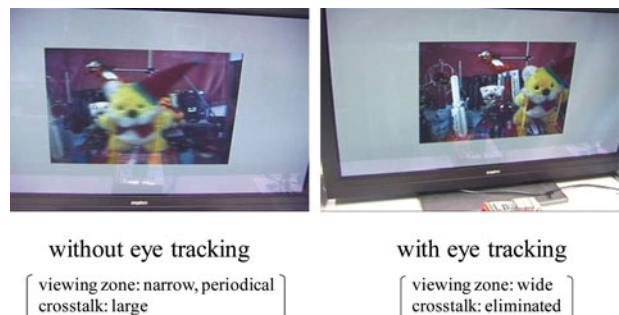 without eye tracking
with eye tracking
viewing zone: narrow, periodical
crosstalk: large
viewing zone: wide
crosstalk: eliminated